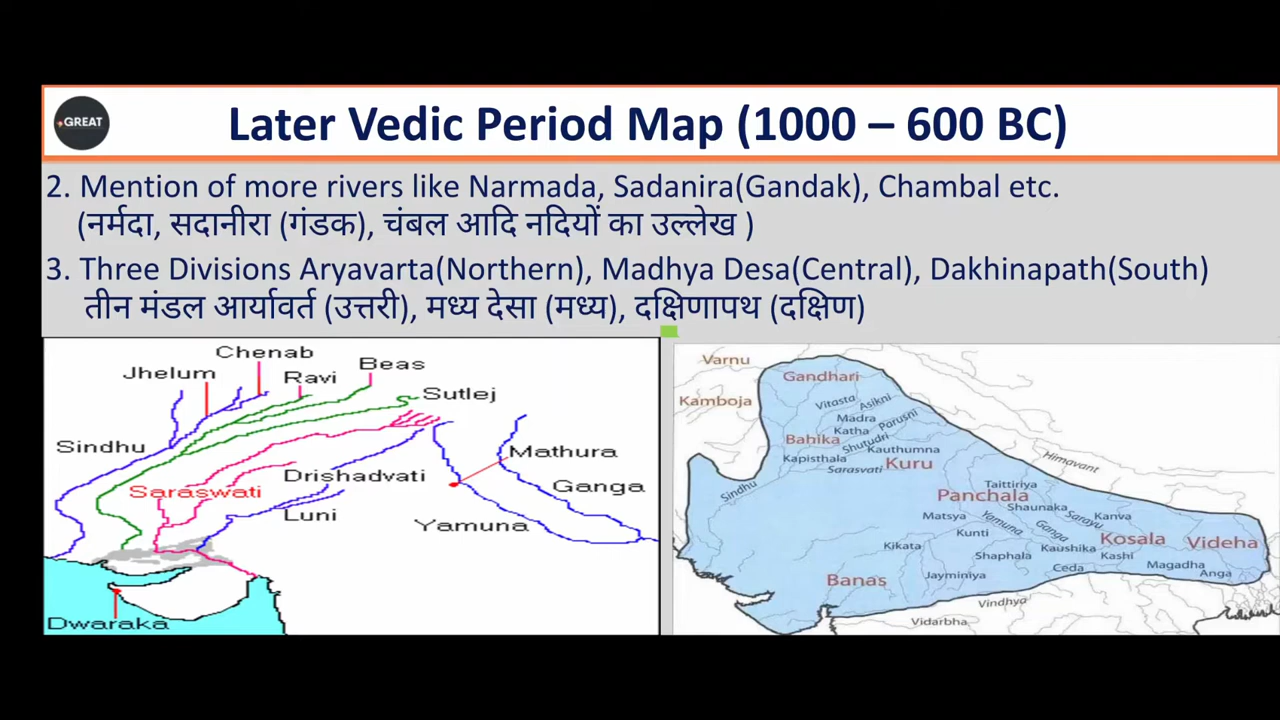 GREAT
Later Vedic Period Map (1000 – 600 BC)
2. Mention of more rivers like Narmada, Sadanira(Gandak), Chambal etc.
(नर्मदा, सदानीरा (गंडक), चंबल आदि नदियों का उल्लेख )
3. Three Divisions Aryavarta(Northern), Madhya Desa(Central), Dakhinapath(South)
तीन मंडल आर्यावर्त (उत्तरी), मध्य देसा (मध्य), दक्षिणापथ (दक्षिण)
Chenab
Beas
Jhelum
Ravi
Sutlej
Sindhu
Mathura
Drishadvati
Saraswati
Ganga
Luni
Yamuna
Dwaraka
Varnu
Gandhari
Kamboja
Vitasta
Asikni
Madra
Parusni
Katha
Bahika
Shutudri
Kauthumna
Kapisthala
Saraswati
Kuru
Himavant
Sindhu
Taittiriya
Panchala
Shaunaka
Matsya
Yamuna
Ganga
Sarayu
Kanva
Kunti
Kosala
Videha
Kikata
Shaphala
Kaushika
Kashi
Banas
Jayminiya
Ceda
Magadha
Anga
Vindhya
Vidarbha